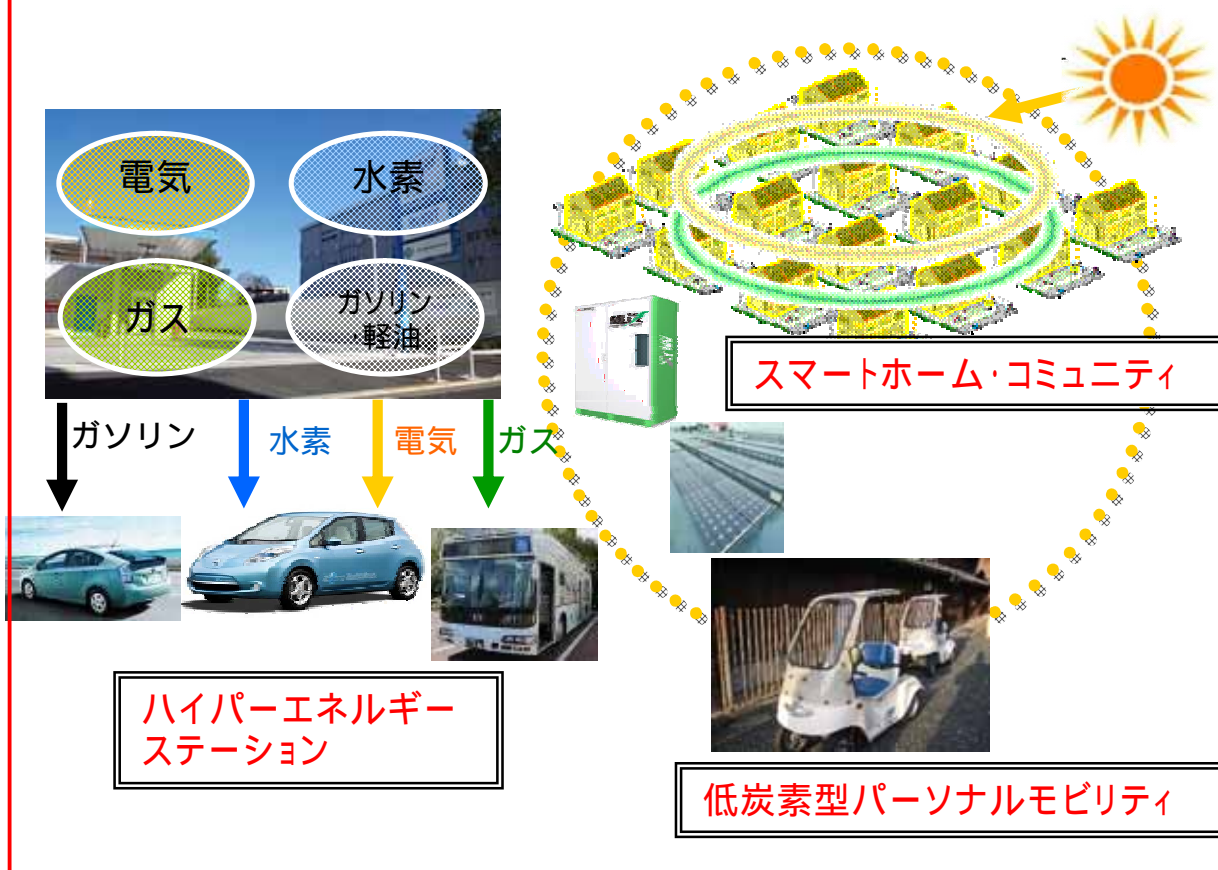 電気
水素
ガス
ガソリン
・軽油
ガソリン
水素
電気
ガス
スマートホーム・コミュニティ
ハイパーエネルギー
ステーション
低炭素型パーソナルモビリティ